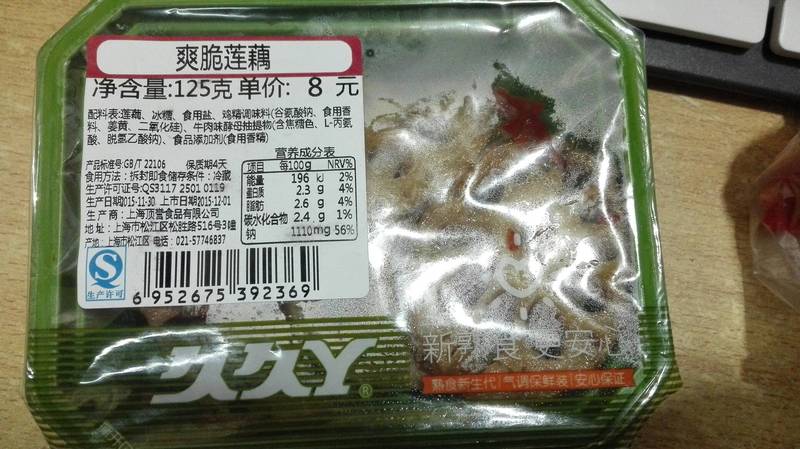 爽脆莲藕
净含量:125克 单价: 8 元
配料表:莲藕、冰糖、食用盐、鸡精调味料(谷氨酸钠、食用香
料、姜黄、二氧化硅)、牛肉味酵母抽提物(含焦糖色、L-丙氨
酸、脱氢乙酸钠)、食品添加剂(食用香精)
产品标准号:GB/T 22106 保质期4天
食用方法:拆封即食储存条件:冷藏
生产许可证号:QS3117 2501 0119
生产日期2015-11-30 上市日期2015-12-01
生产商:上海顶誉食品有限公司
地址:上海市松江区松胜路516号3幢
产地:上海市松江区 电话:021-57746837
营养成分表
项目 每100g NRV%
能量 196 kJ 2%
蛋白质 2.3 g 4%
脂肪 2.6 g 4%
碳水化合物 2.4 g 1%
钠 1110mg 56%
QS
生产许可
6 952675 392369
新熟食 更安心
熟食新生代 | 气调保鲜装 | 安心保证